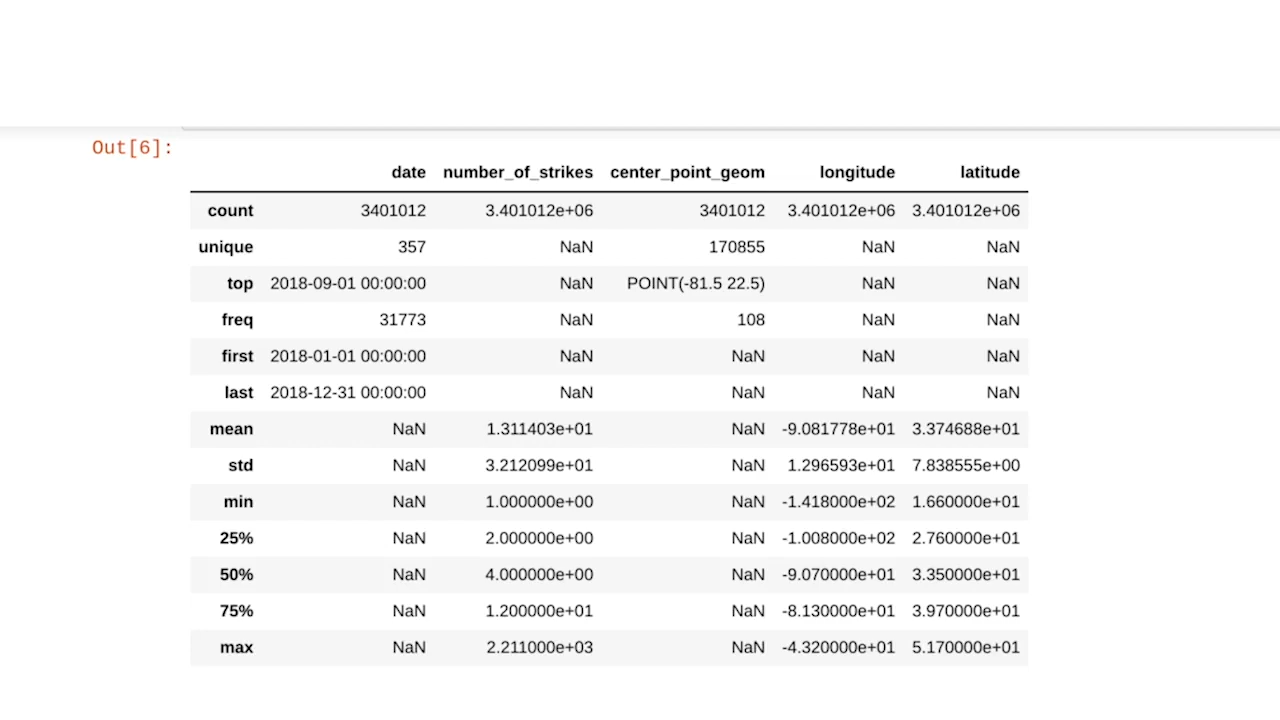 Out[6]:
date number_of_strikes center_point_geom longitude latitude
count 3401012 3.401012e+06 3401012 3.401012e+06 3.401012e+06
unique 357 NaN 170855 NaN NaN
top 2018-09-01 00:00:00 NaN POINT(-81.5 22.5) NaN NaN
freq 31773 NaN 108 NaN NaN
first 2018-01-01 00:00:00 NaN NaN NaN NaN
last 2018-12-31 00:00:00 NaN NaN NaN NaN
mean NaN 1.311403e+01 NaN -9.081778e+01 3.374688e+01
std NaN 3.212099e+01 NaN 1.296593e+01 7.838555e+00
min NaN 1.000000e+00 NaN -1.418000e+02 1.660000e+01
25% NaN 2.000000e+00 NaN -1.008000e+02 2.760000e+01
50% NaN 4.000000e+00 NaN -9.070000e+01 3.350000e+01
75% NaN 1.200000e+01 NaN -8.130000e+01 3.970000e+01
max NaN 2.211000e+03 NaN -4.320000e+01 5.170000e+01